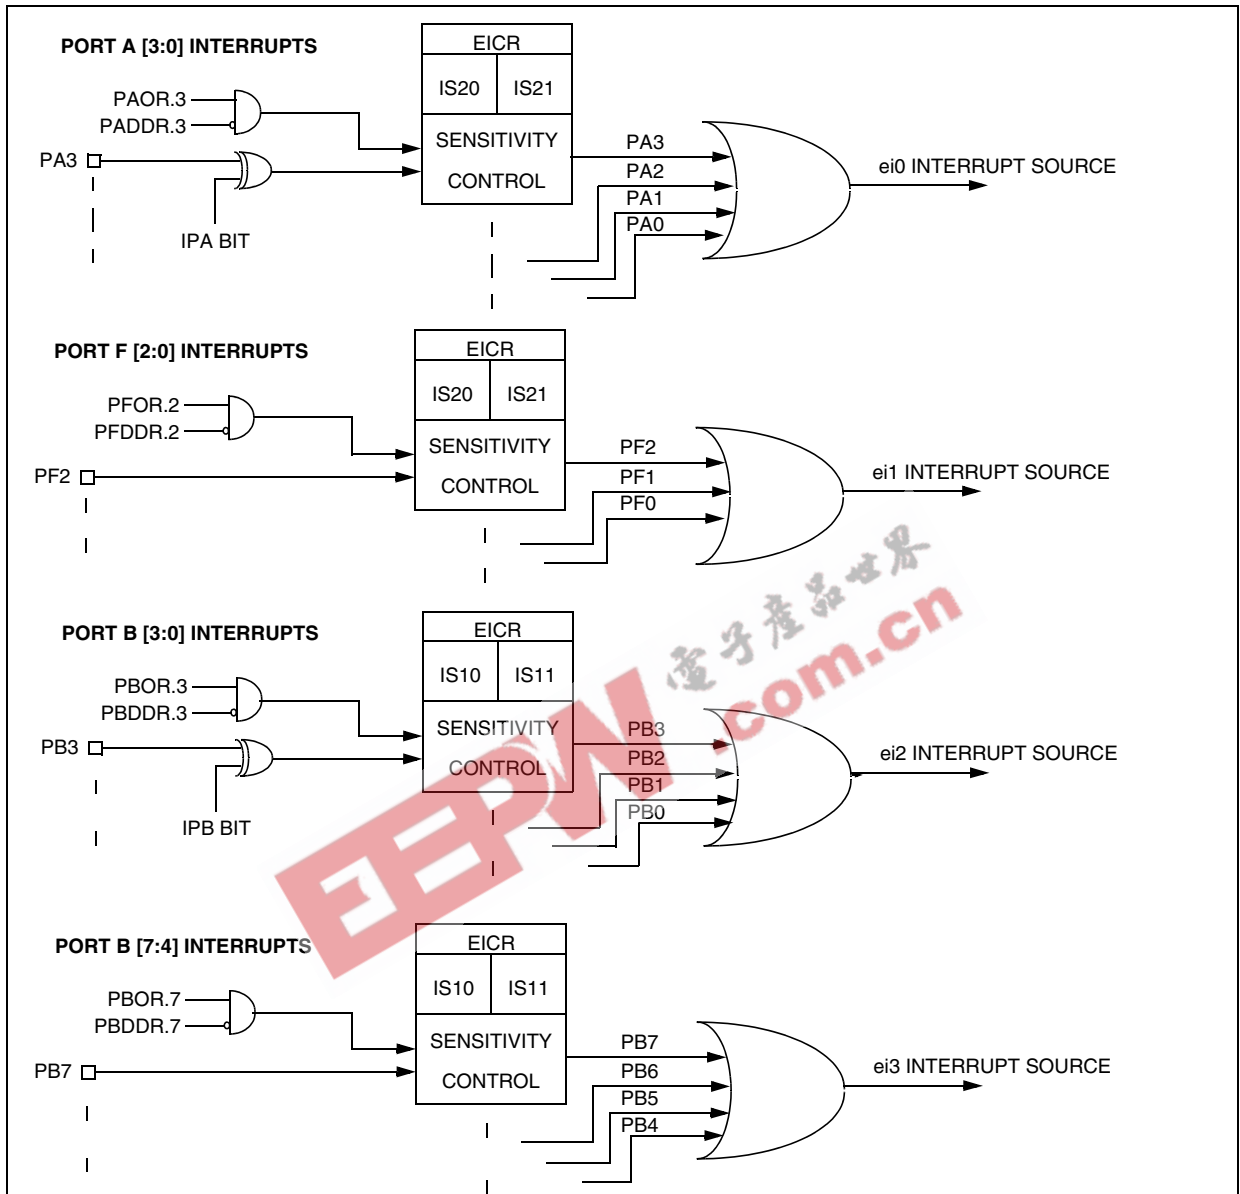 PORT A [3:0] INTERRUPTS
EICR
IS20 IS21
PAOR.3
PADDR.3
SENSITIVITY
CONTROL
PA3
IPA BIT
PA3
PA2
PA1
PA0
ei0 INTERRUPT SOURCE
PORT F [2:0] INTERRUPTS
EICR
IS20 IS21
PFOR.2
PFDDR.2
SENSITIVITY
CONTROL
PF2
PF2
PF1
PF0
ei1 INTERRUPT SOURCE
PORT B [3:0] INTERRUPTS
EICR
IS10 IS11
PBOR.3
PBDDR.3
SENSITIVITY
CONTROL
PB3
IPB BIT
PB3
PB2
PB1
PB0
ei2 INTERRUPT SOURCE
PORT B [7:4] INTERRUPTS
EICR
IS10 IS11
PBOR.7
PBDDR.7
SENSITIVITY
CONTROL
PB7
PB7
PB6
PB5
PB4
ei3 INTERRUPT SOURCE
EEPW
電子產品世界
.com.cn